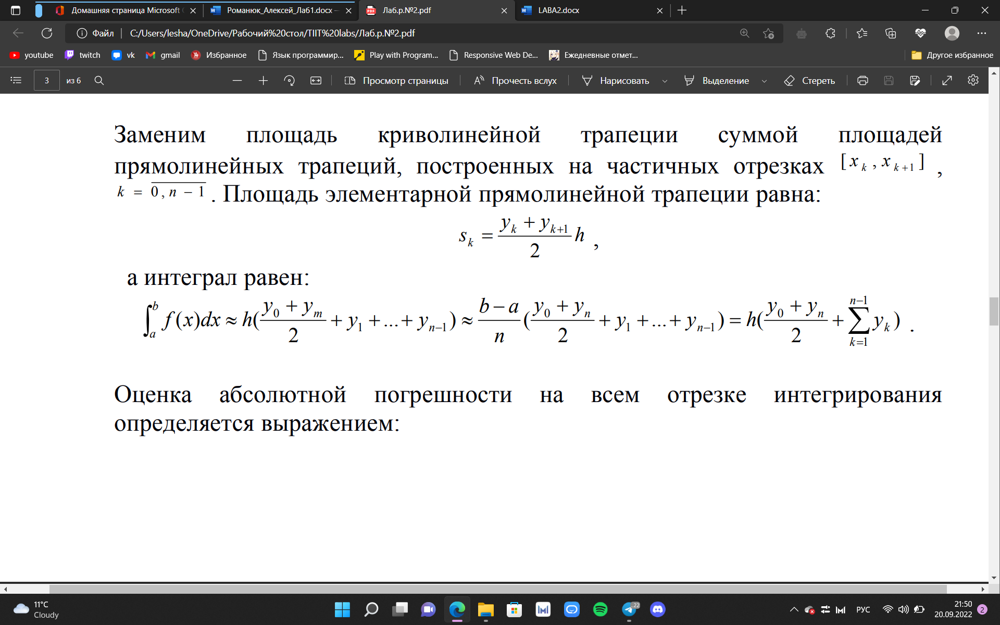 Домашняя страница Microsoft
Романюк_Алексей_Лаб1.docx —
Лаб.р.№2.pdf
LABA2.docx
Файл
C:/Users/lesha/OneDrive/Рабочий%20стол/TIIT%20labs/Лаб.р.№2.pdf
youtube
twitch
vk
gmail
Избранное
Язык программир...
Play with Program...
Responsive Web De...
Ежедневные отмет...
Другое избранное
3 из 6
Просмотр страницы
Прочесть вслух
Нарисовать
Выделение
Стереть
Заменим площадь криволинейной трапеции суммой площадей
прямолинейных трапеций, построенных на частичных отрезках [x_k , x_{k+1}] ,
k = \overline{0, n − 1} . Площадь элементарной прямолинейной трапеции равна:
s_k = \frac{y_k + y_{k+1}}{2} h ,
а интеграл равен:
\int_a^b f(x)dx ≈ h(\frac{y_0 + y_m}{2} + y_1 + ... + y_{n−1}) ≈ \frac{b − a}{n} (\frac{y_0 + y_n}{2} + y_1 + ... + y_{n−1}) = h(\frac{y_0 + y_n}{2} + \sum_{k=1}^{n−1} y_k) .
Оценка абсолютной погрешности на всем отрезке интегрирования
определяется выражением:
11°C
Cloudy
22
РУС
21:50
20.09.2022
2